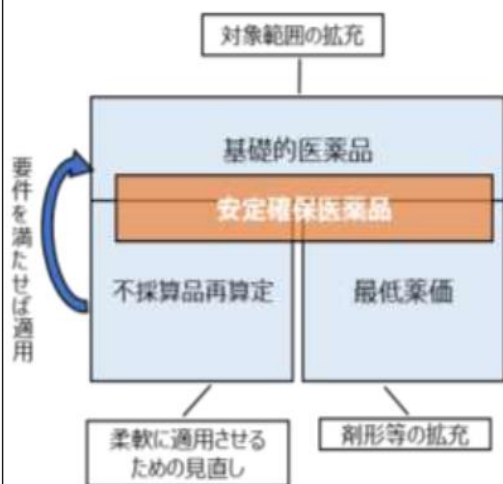 対象範囲の拡充
基礎的医薬品
安定確保医薬品
要件を満たせば適用
不採算品再算定
最低薬価
柔軟に適用させる
ための見直し
剤形等の拡充